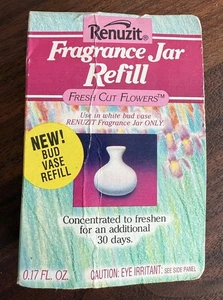 Renuzit®
Fragrance Jar
Refill
FRESH CUT FLOWERS™
Use in white bud vase
RENUZIT Fragrance Jar ONLY.
NEW!
BUD
VASE
REFILL
Concentrated to freshen
for an additional
30 days.
0.17 FL. OZ.
CAUTION: EYE IRRITANT: SEE SIDE PANEL